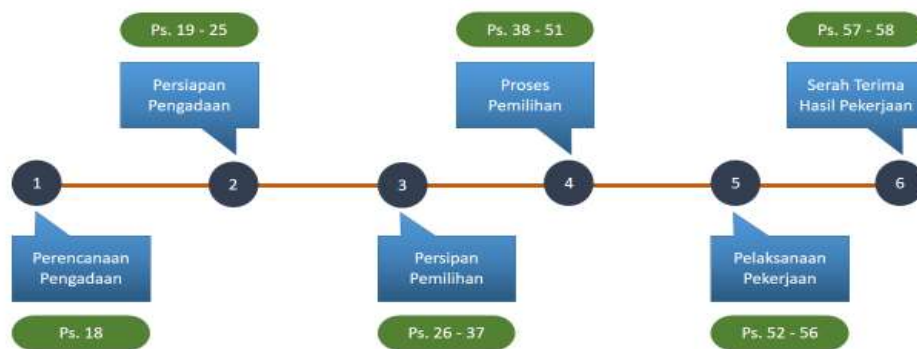 Ps. 19 - 25
Ps. 38 - 51
Ps. 57 - 58
Persiapan
Pengadaan
Proses
Pemilihan
Serah Terima
Hasil Pekerjaan
1
2
3
4
5
6
Perencanaan
Pengadaan
Persipan
Pemilihan
Pelaksanaan
Pekerjaan
Ps. 18
Ps. 26 - 37
Ps. 52 - 56